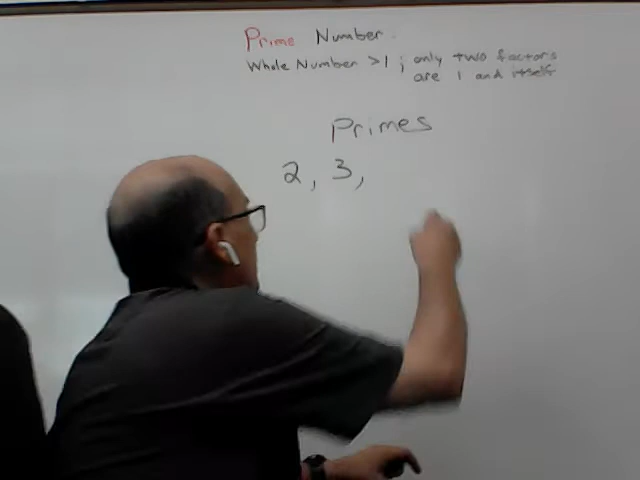 Prime Number.
Whole Number >1 ; only two factors
are 1 and itself
Primes
2, 3,